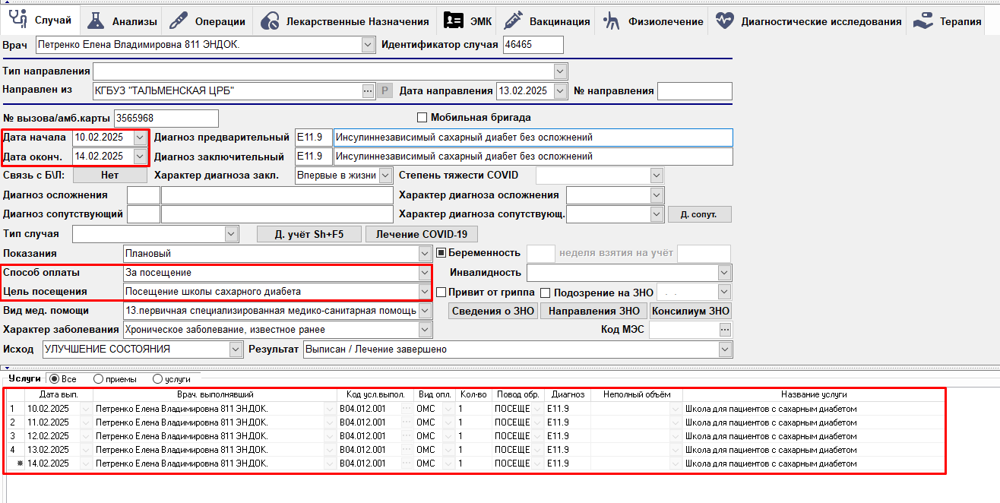 Случай Анализы Операции Лекарственные Назначения ЭМК Вакцинация Физиолечение Диагностические исследования Терапия
Врач Петренко Елена Владимировна 811 ЭНДОК. Идентификатор случая 46465
Тип направления
Направлен из КГБУЗ "ТАЛЬМЕНСКАЯ ЦРБ" ... Р Дата направления 13.02.2025 № направления
№ вызова/амб.карты 3565968 Мобильная бригада
Дата начала 10.02.2025 Диагноз предварительный E11.9 Инсулиннезависимый сахарный диабет без осложнений
Дата оконч. 14.02.2025 Диагноз заключительный E11.9 Инсулиннезависимый сахарный диабет без осложнений
Связь с Б\Л: Нет Характер диагноза закл. Впервые в жизни Степень тяжести COVID
Диагноз осложнения Характер диагноза осложнения
Диагноз сопутствующий Характер диагноза сопутствующ. Д. сопут.
Тип случая Д. учёт Sh+F5 Лечение COVID-19
Показания Плановый Беременность неделя взятия на учёт
Способ оплаты За посещение Инвалидность
Цель посещения Посещение школы сахарного диабета Привит от гриппа Подозрение на ЗНО . .
Вид мед. помощи 13.первичная специализированная медико-санитарная помощь Сведения о ЗНО Направления ЗНО Консилиум ЗНО
Характер заболевания Хроническое заболевание, известное ранее Код МЭС ...
Исход УЛУЧШЕНИЕ СОСТОЯНИЯ Результат Выписан / Лечение завершено
Услуги Все приемы услуги
Дата вып. Врач. выполнявший Код усл.выпол. Вид опл. Кол-во Повод обр. Диагноз Неполный объём Название услуги
1 10.02.2025 Петренко Елена Владимировна 811 ЭНДОК. B04.012.001 ... ОМС 1 ПОСЕЩЕ E11.9 Школа для пациентов с сахарным диабетом
2 11.02.2025 Петренко Елена Владимировна 811 ЭНДОК. B04.012.001 ... ОМС 1 ПОСЕЩЕ E11.9 Школа для пациентов с сахарным диабетом
3 12.02.2025 Петренко Елена Владимировна 811 ЭНДОК. B04.012.001 ... ОМС 1 ПОСЕЩЕ E11.9 Школа для пациентов с сахарным диабетом
4 13.02.2025 Петренко Елена Владимировна 811 ЭНДОК. B04.012.001 ... ОМС 1 ПОСЕЩЕ E11.9 Школа для пациентов с сахарным диабетом
* 14.02.2025 Петренко Елена Владимировна 811 ЭНДОК. B04.012.001 ... ОМС 1 ПОСЕЩЕ E11.9 Школа для пациентов с сахарным диабетом